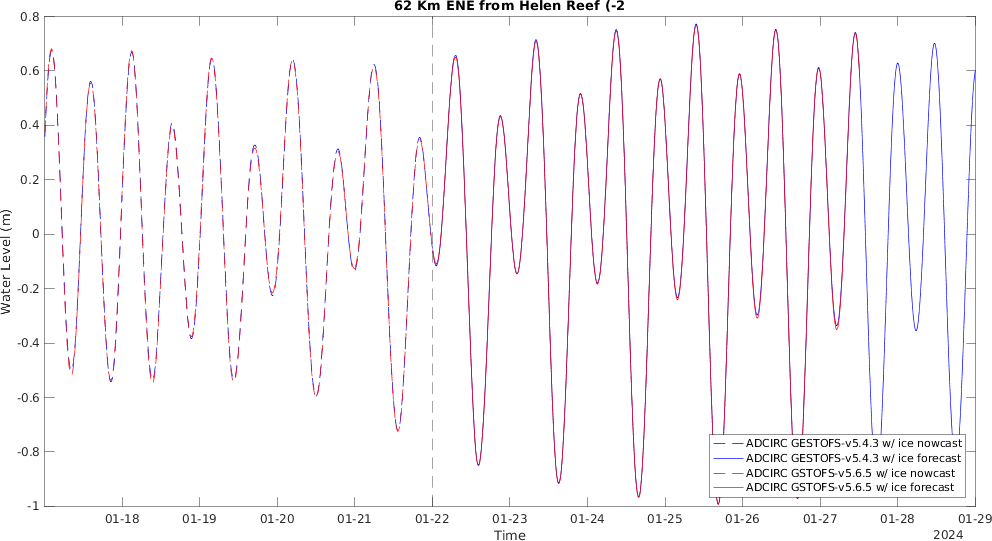 62 Km ENE from Helen Reef (-2
Water Level (m)
0.8
0.6
0.4
0.2
0
-0.2
-0.4
-0.6
-0.8
-1
ADCIRC GESTOFS-v5.4.3 w/ ice nowcast
ADCIRC GESTOFS-v5.4.3 w/ ice forecast
ADCIRC GSTOFS-v5.6.5 w/ ice nowcast
ADCIRC GSTOFS-v5.6.5 w/ ice forecast
01-18 01-19 01-20 01-21 01-22 01-23 01-24 01-25 01-26 01-27 01-28 01-29
Time
2024